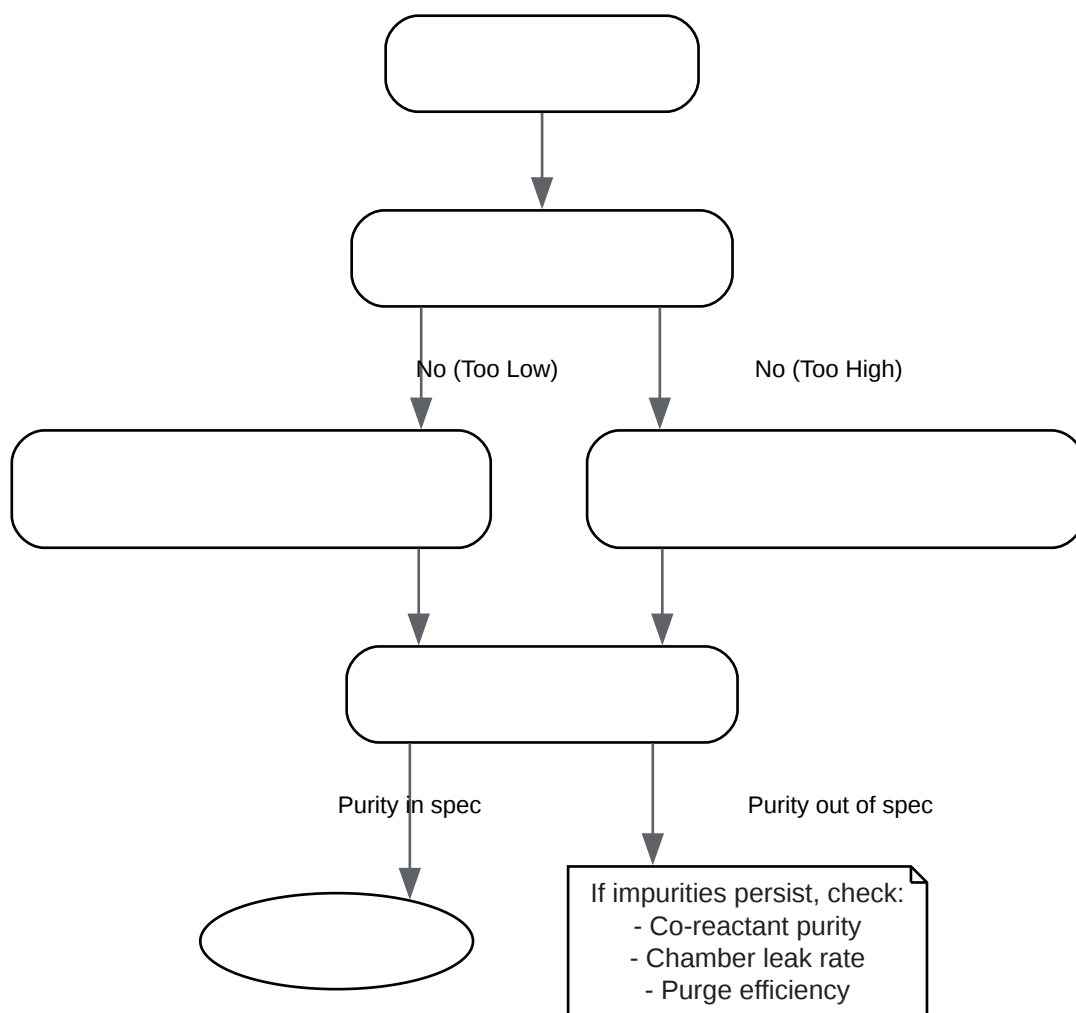 No (Too Low)
No (Too High)
Purity in spec
Purity out of spec
If impurities persist, check:
- Co-reactant purity
- Chamber leak rate
- Purge efficiency